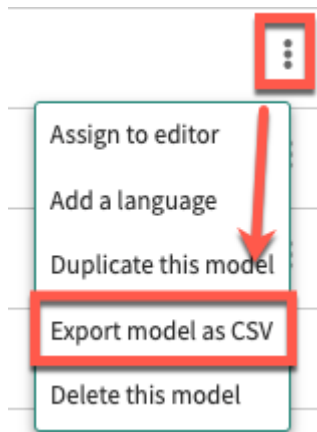 Assign to editor
Add a language
Duplicate this model
Export model as CSV
Delete this model